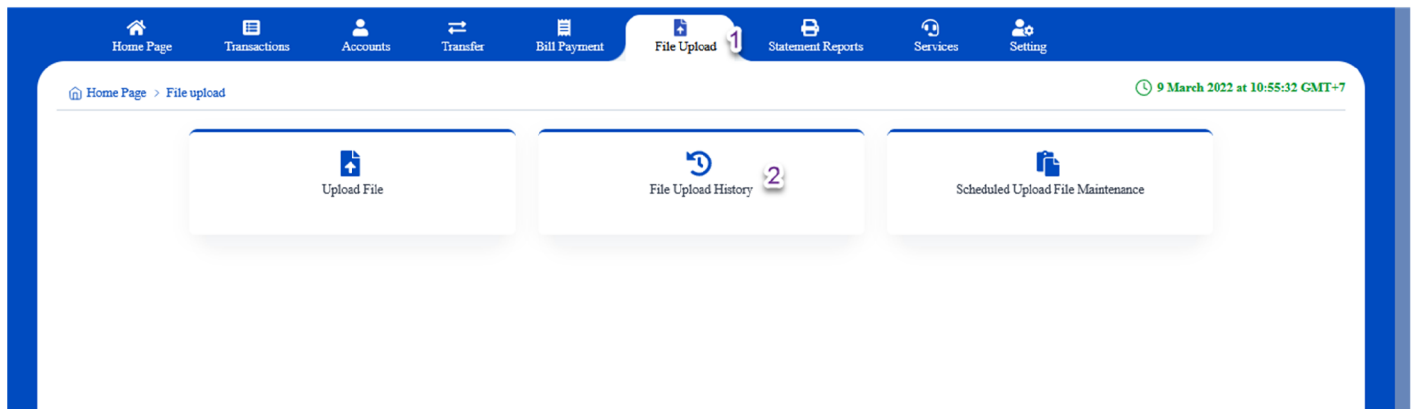 Home Page Transactions Accounts Transfer Bill Payment File Upload 1 Statement Reports Services Setting
Home Page > File upload
9 March 2022 at 10:55:32 GMT+7
Upload File
File Upload History 2
Scheduled Upload File Maintenance